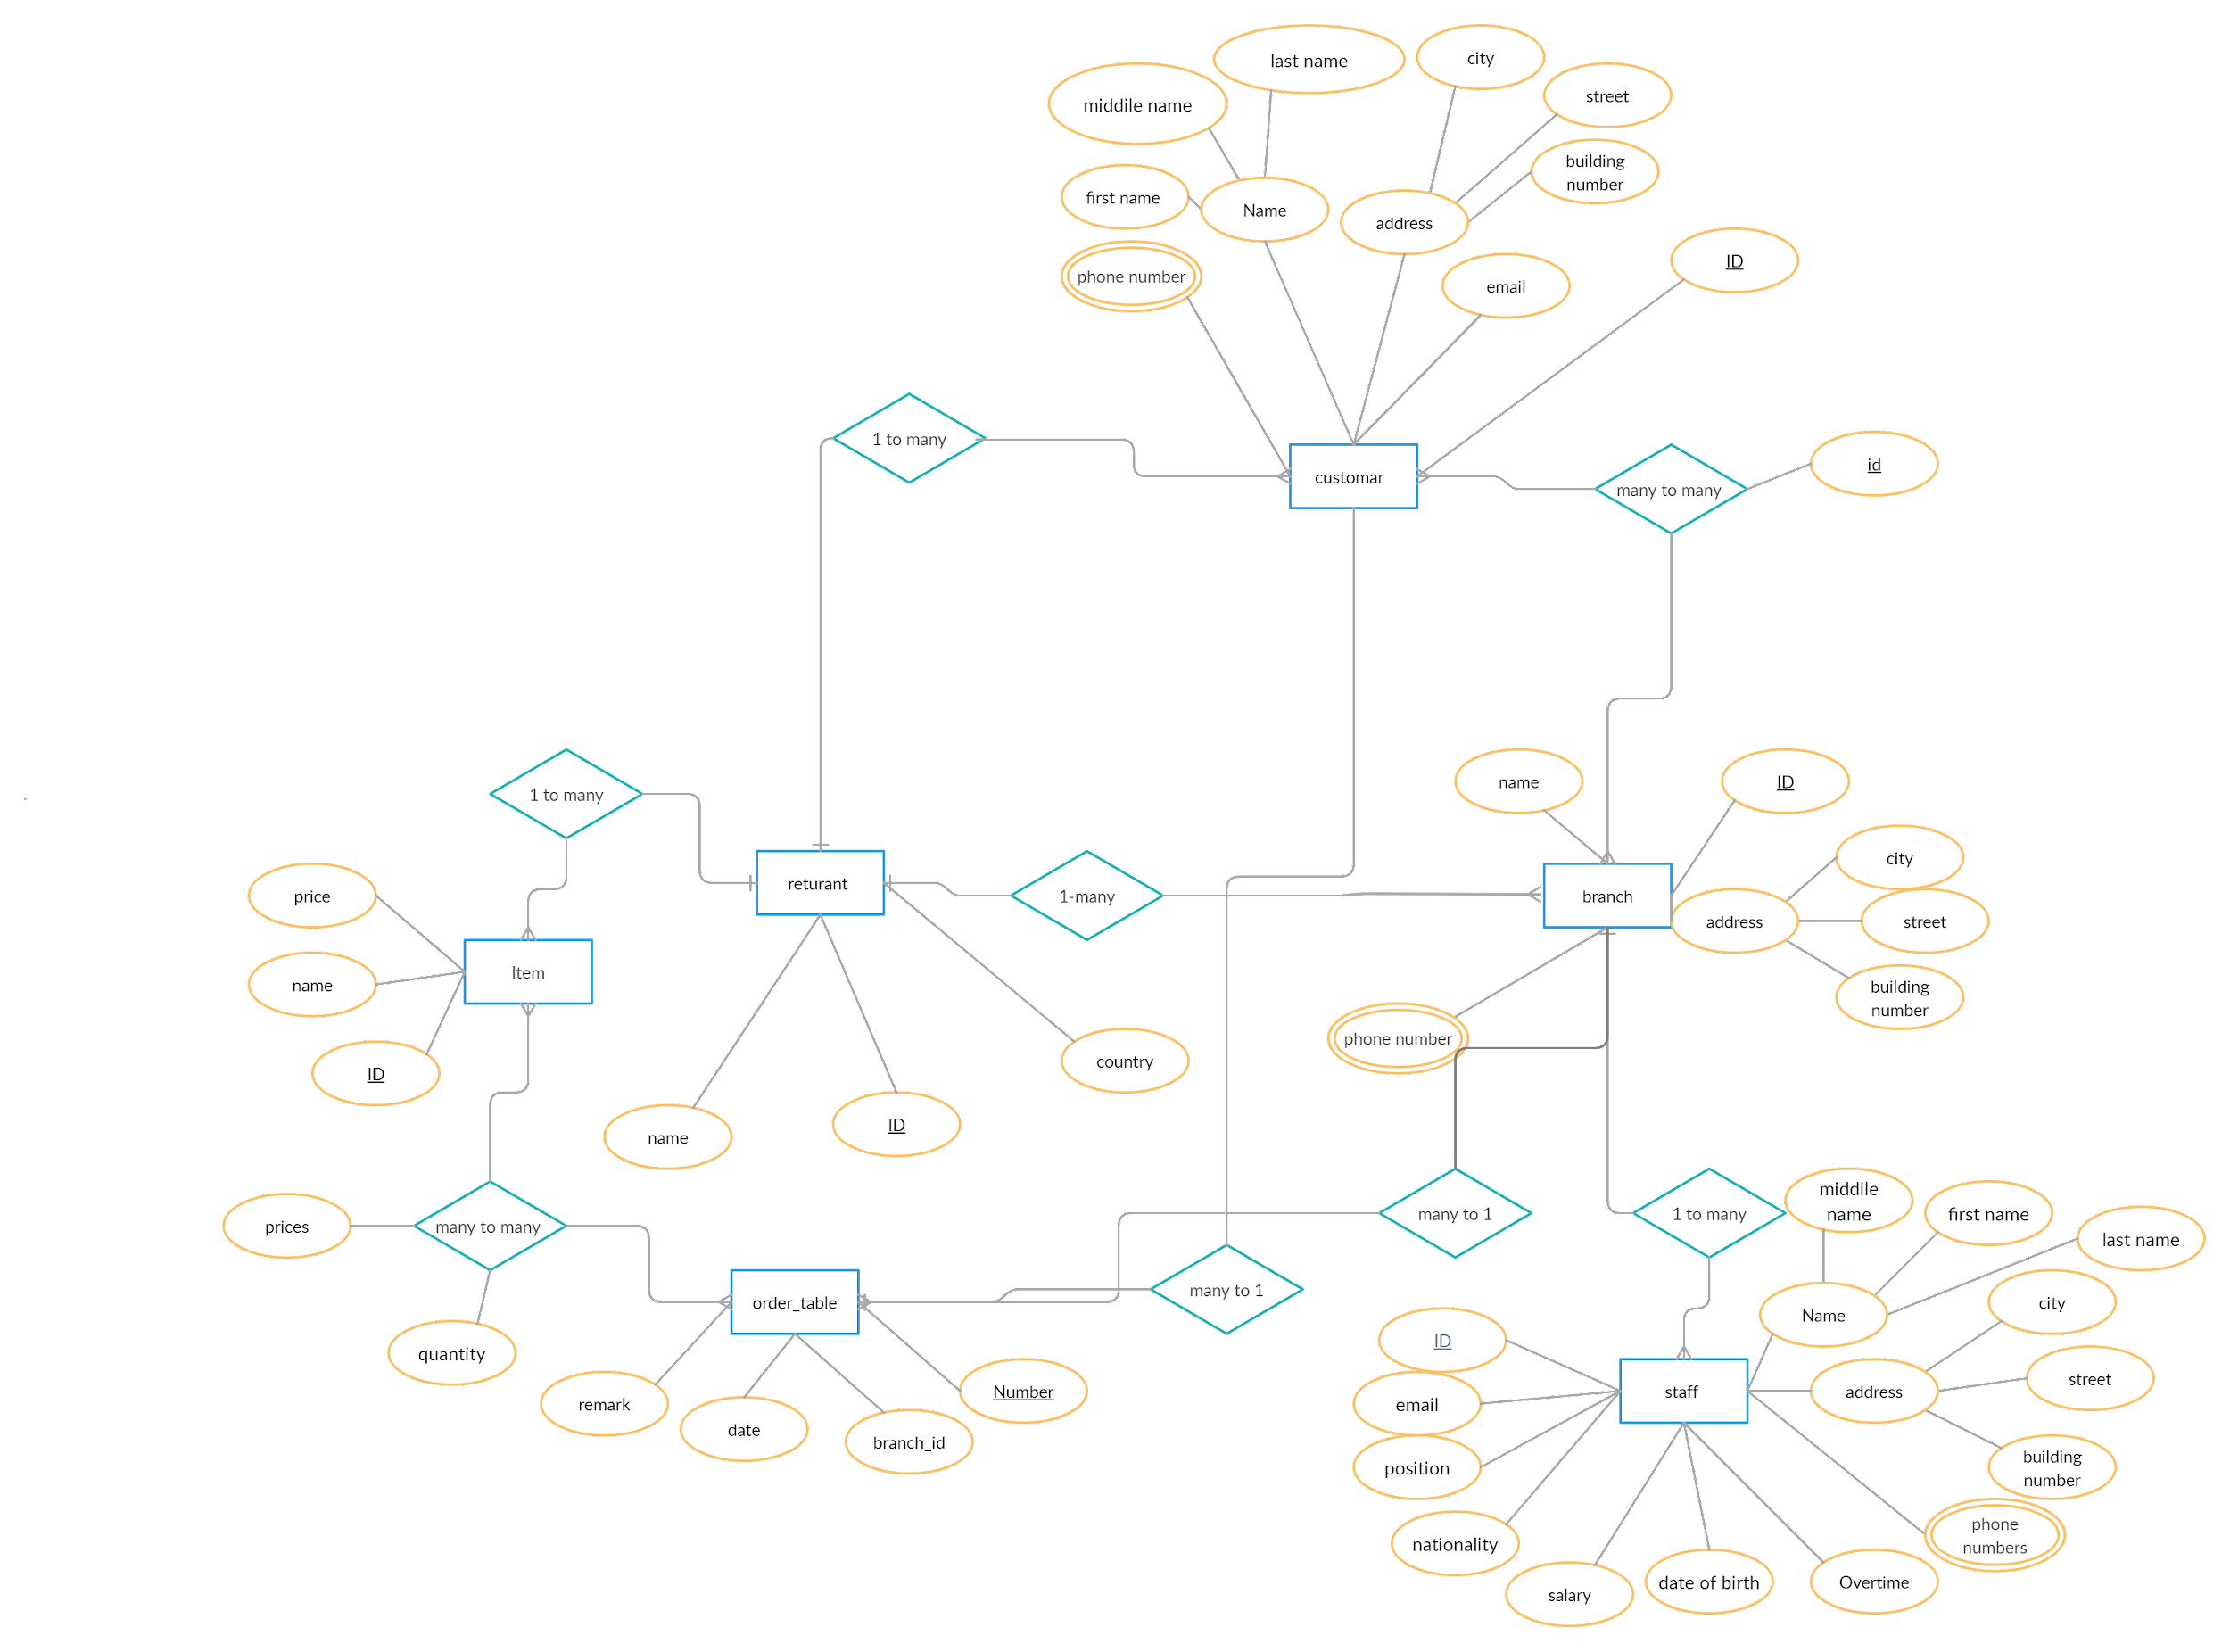 last name
city
middile name
street
building
number
first name
Name
address
phone number
email
ID
1 to many
customar
many to many
id
name
ID
1 to many
city
price
returant
1-many
branch
address
street
Item
name
building
number
phone number
ID
country
name
ID
middile
name
first name
prices
many to many
many to 1
1 to many
last name
order_table
many to 1
Name
city
quantity
ID
remark
date
branch_id
Number
email
staff
address
street
position
building
number
nationality
phone
numbers
salary
date of birth
Overtime